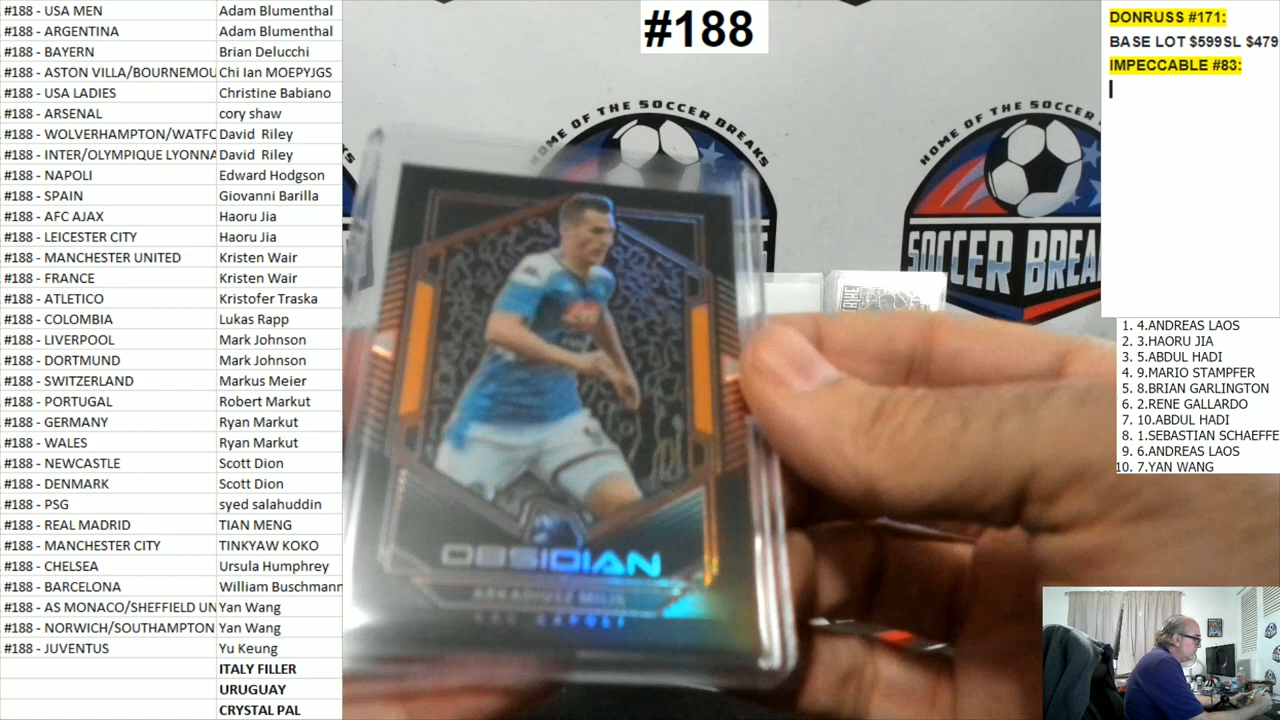 #188 - USA MEN Adam Blumenthal
#188 - ARGENTINA Adam Blumenthal
#188 - BAYERN Brian Delucchi
#188 - ASTON VILLA/BOURNEMOU Chi Ian MOEPYJGS
#188 - USA LADIES Christine Babiano
#188 - ARSENAL cory shaw
#188 - WOLVERHAMPTON/WATFO David Riley
#188 - INTER/OLYMPIQUE LYONNA David Riley
#188 - NAPOLI Edward Hodgson
#188 - SPAIN Giovanni Barilla
#188 - AFC AJAX Haoru Jia
#188 - LEICESTER CITY Haoru Jia
#188 - MANCHESTER UNITED Kristen Wair
#188 - FRANCE Kristen Wair
#188 - ATLETICO Kristofer Traska
#188 - COLOMBIA Lukas Rapp
#188 - LIVERPOOL Mark Johnson
#188 - DORTMUND Mark Johnson
#188 - SWITZERLAND Markus Meier
#188 - PORTUGAL Robert Markut
#188 - GERMANY Ryan Markut
#188 - WALES Ryan Markut
#188 - NEWCASTLE Scott Dion
#188 - DENMARK Scott Dion
#188 - PSG syed salahuddin
#188 - REAL MADRID TIAN MENG
#188 - MANCHESTER CITY TINKYAW KOKO
#188 - CHELSEA Ursula Humphrey
#188 - BARCELONA William Buschmann
#188 - AS MONACO/SHEFFIELD UN Yan Wang
#188 - NORWICH/SOUTHAMPTON Yan Wang
#188 - JUVENTUS Yu Keung
ITALY FILLER
URUGUAY
CRYSTAL PAL
#188
HOME OF THE SOCCER BREAKS
HOME OF THE SOCCER BREAKS
SOCCER BREA
OBSIDIAN
ARKADIUSZ MILIK
SSC NAPOLI
DONRUSS #171:
BASE LOT $599SL $479
IMPECCABLE #83:
1. 4.ANDREAS LAOS
2. 3.HAORU JIA
3. 5.ABDUL HADI
4. 9.MARIO STAMPFER
5. 8.BRIAN GARLINGTON
6. 2.RENE GALLARDO
7. 10.ABDUL HADI
8. 1.SEBASTIAN SCHAEFFE
9. 6.ANDREAS LAOS
10. 7.YAN WANG